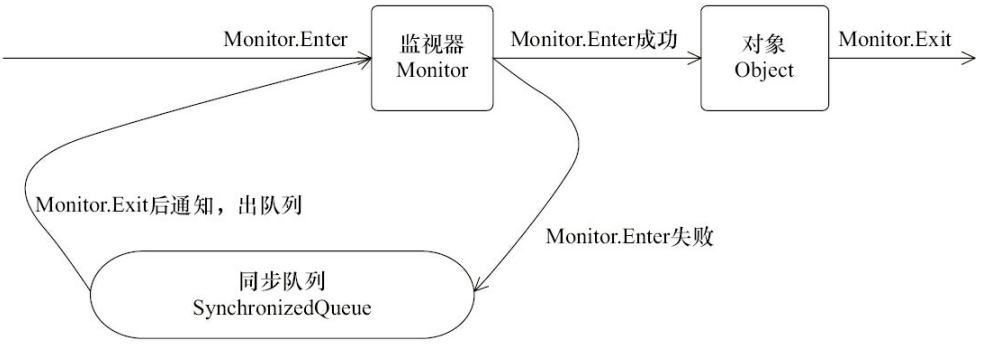 Monitor.Enter
监视器
Monitor
Monitor.Enter成功
对象
Object
Monitor.Exit
Monitor.Exit后通知，出队列
Monitor.Enter失败
同步队列
SynchronizedQueue